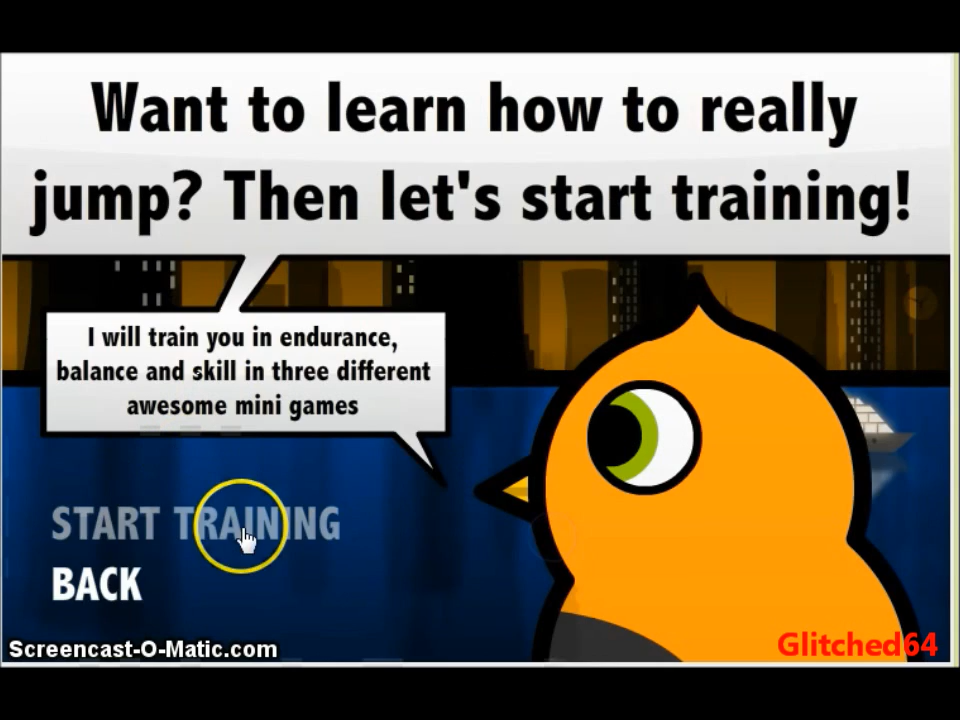 Want to learn how to really
jump? Then let's start training!
I will train you in endurance,
balance and skill in three different
awesome mini games
START TRAINING
BACK
Screencast-O-Matic.com
Glitched64